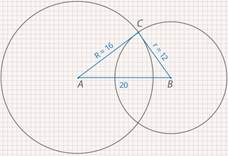 C
R = 16
r = 12
A
20
B